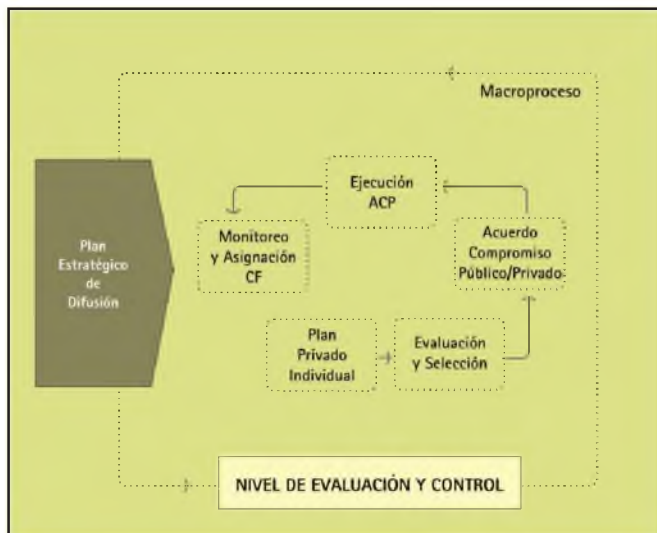 Macroproceso
Ejecución
ACP
Monitoreo
y Asignación
CF
Acuerdo
Compromiso
Público/Privado
Plan
Estratégico
de
Difusión
Plan
Privado
Individual
Evaluación
y Selección
NIVEL DE EVALUACIÓN Y CONTROL